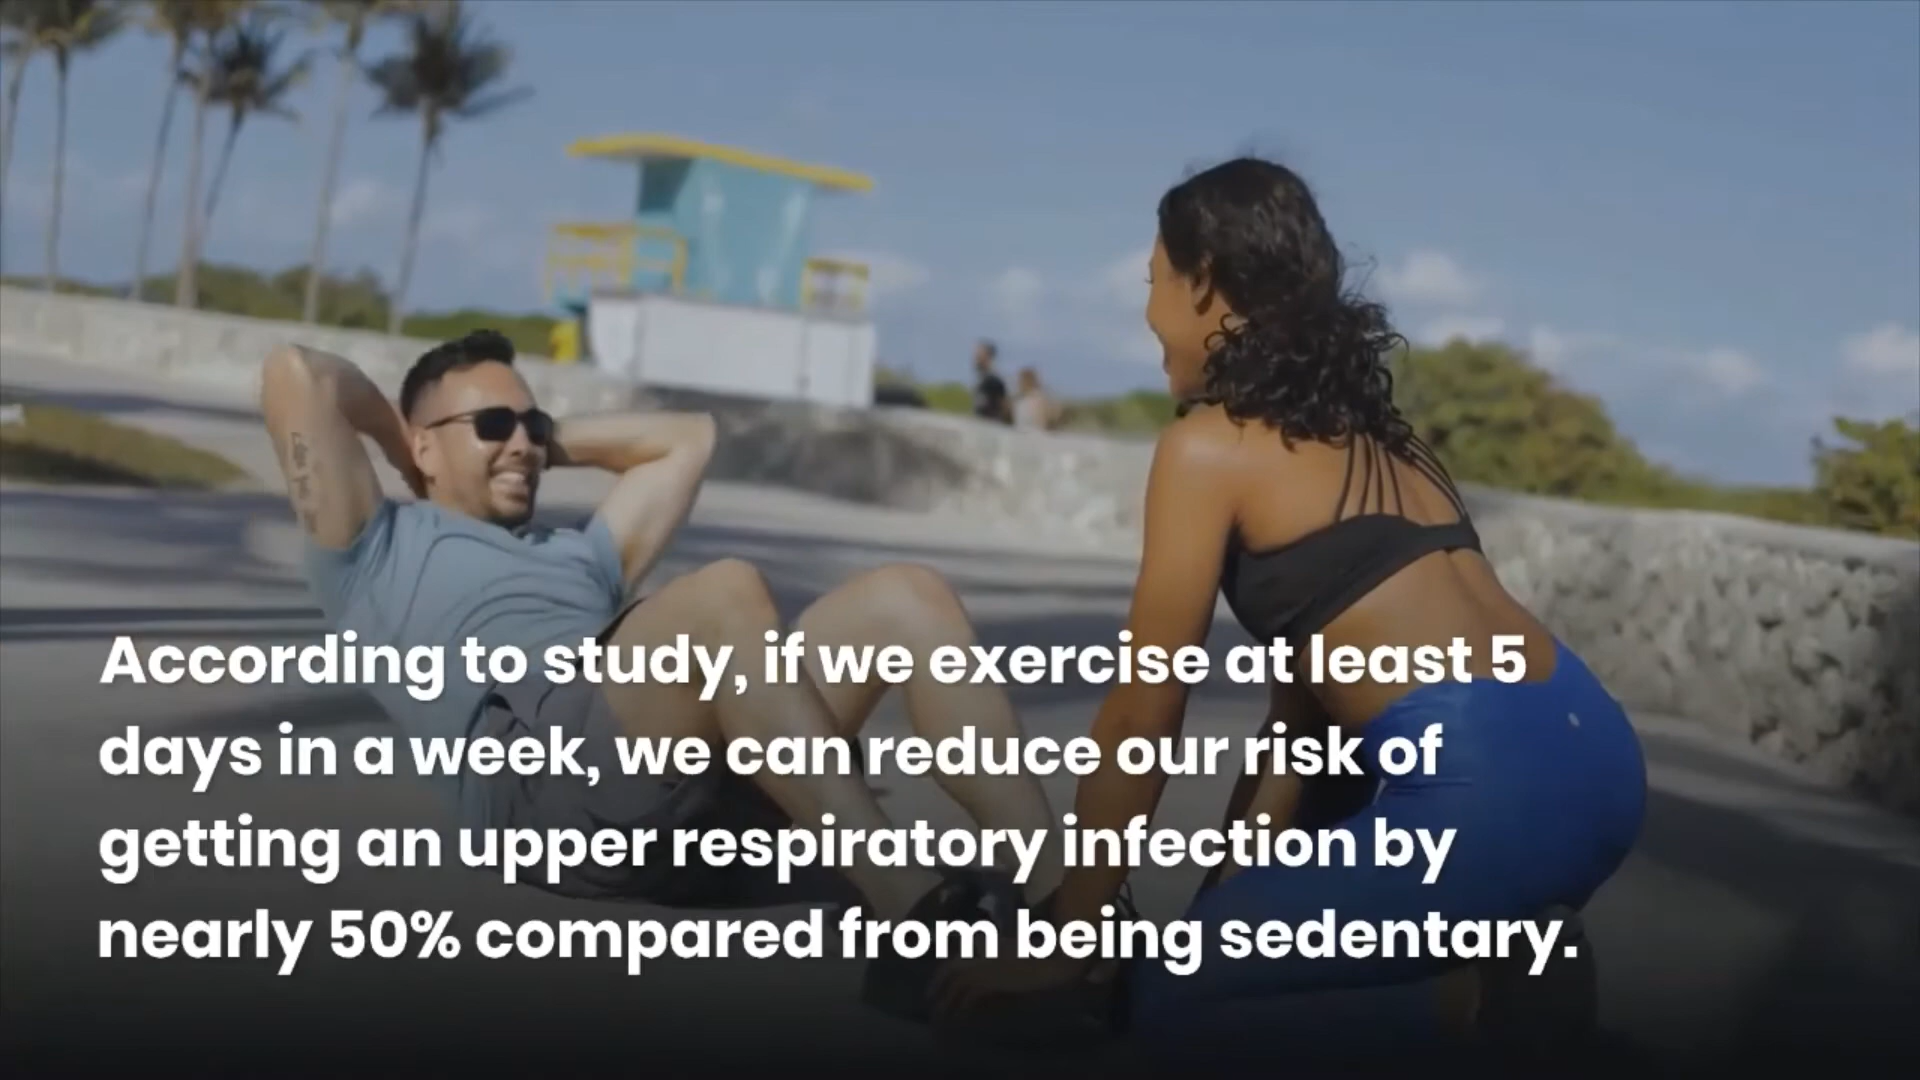 According to study, if we exercise at least 5
days in a week, we can reduce our risk of
getting an upper respiratory infection by
nearly 50% compared from being sedentary.